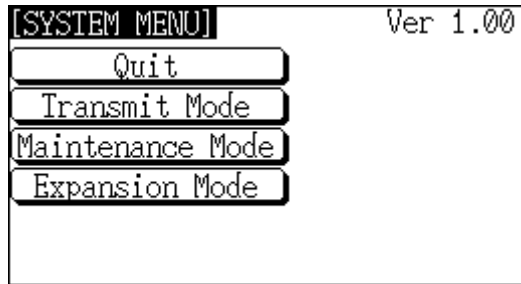 [SYSTEM MENU] Ver 1.00
Quit
Transmit Mode
Maintenance Mode
Expansion Mode